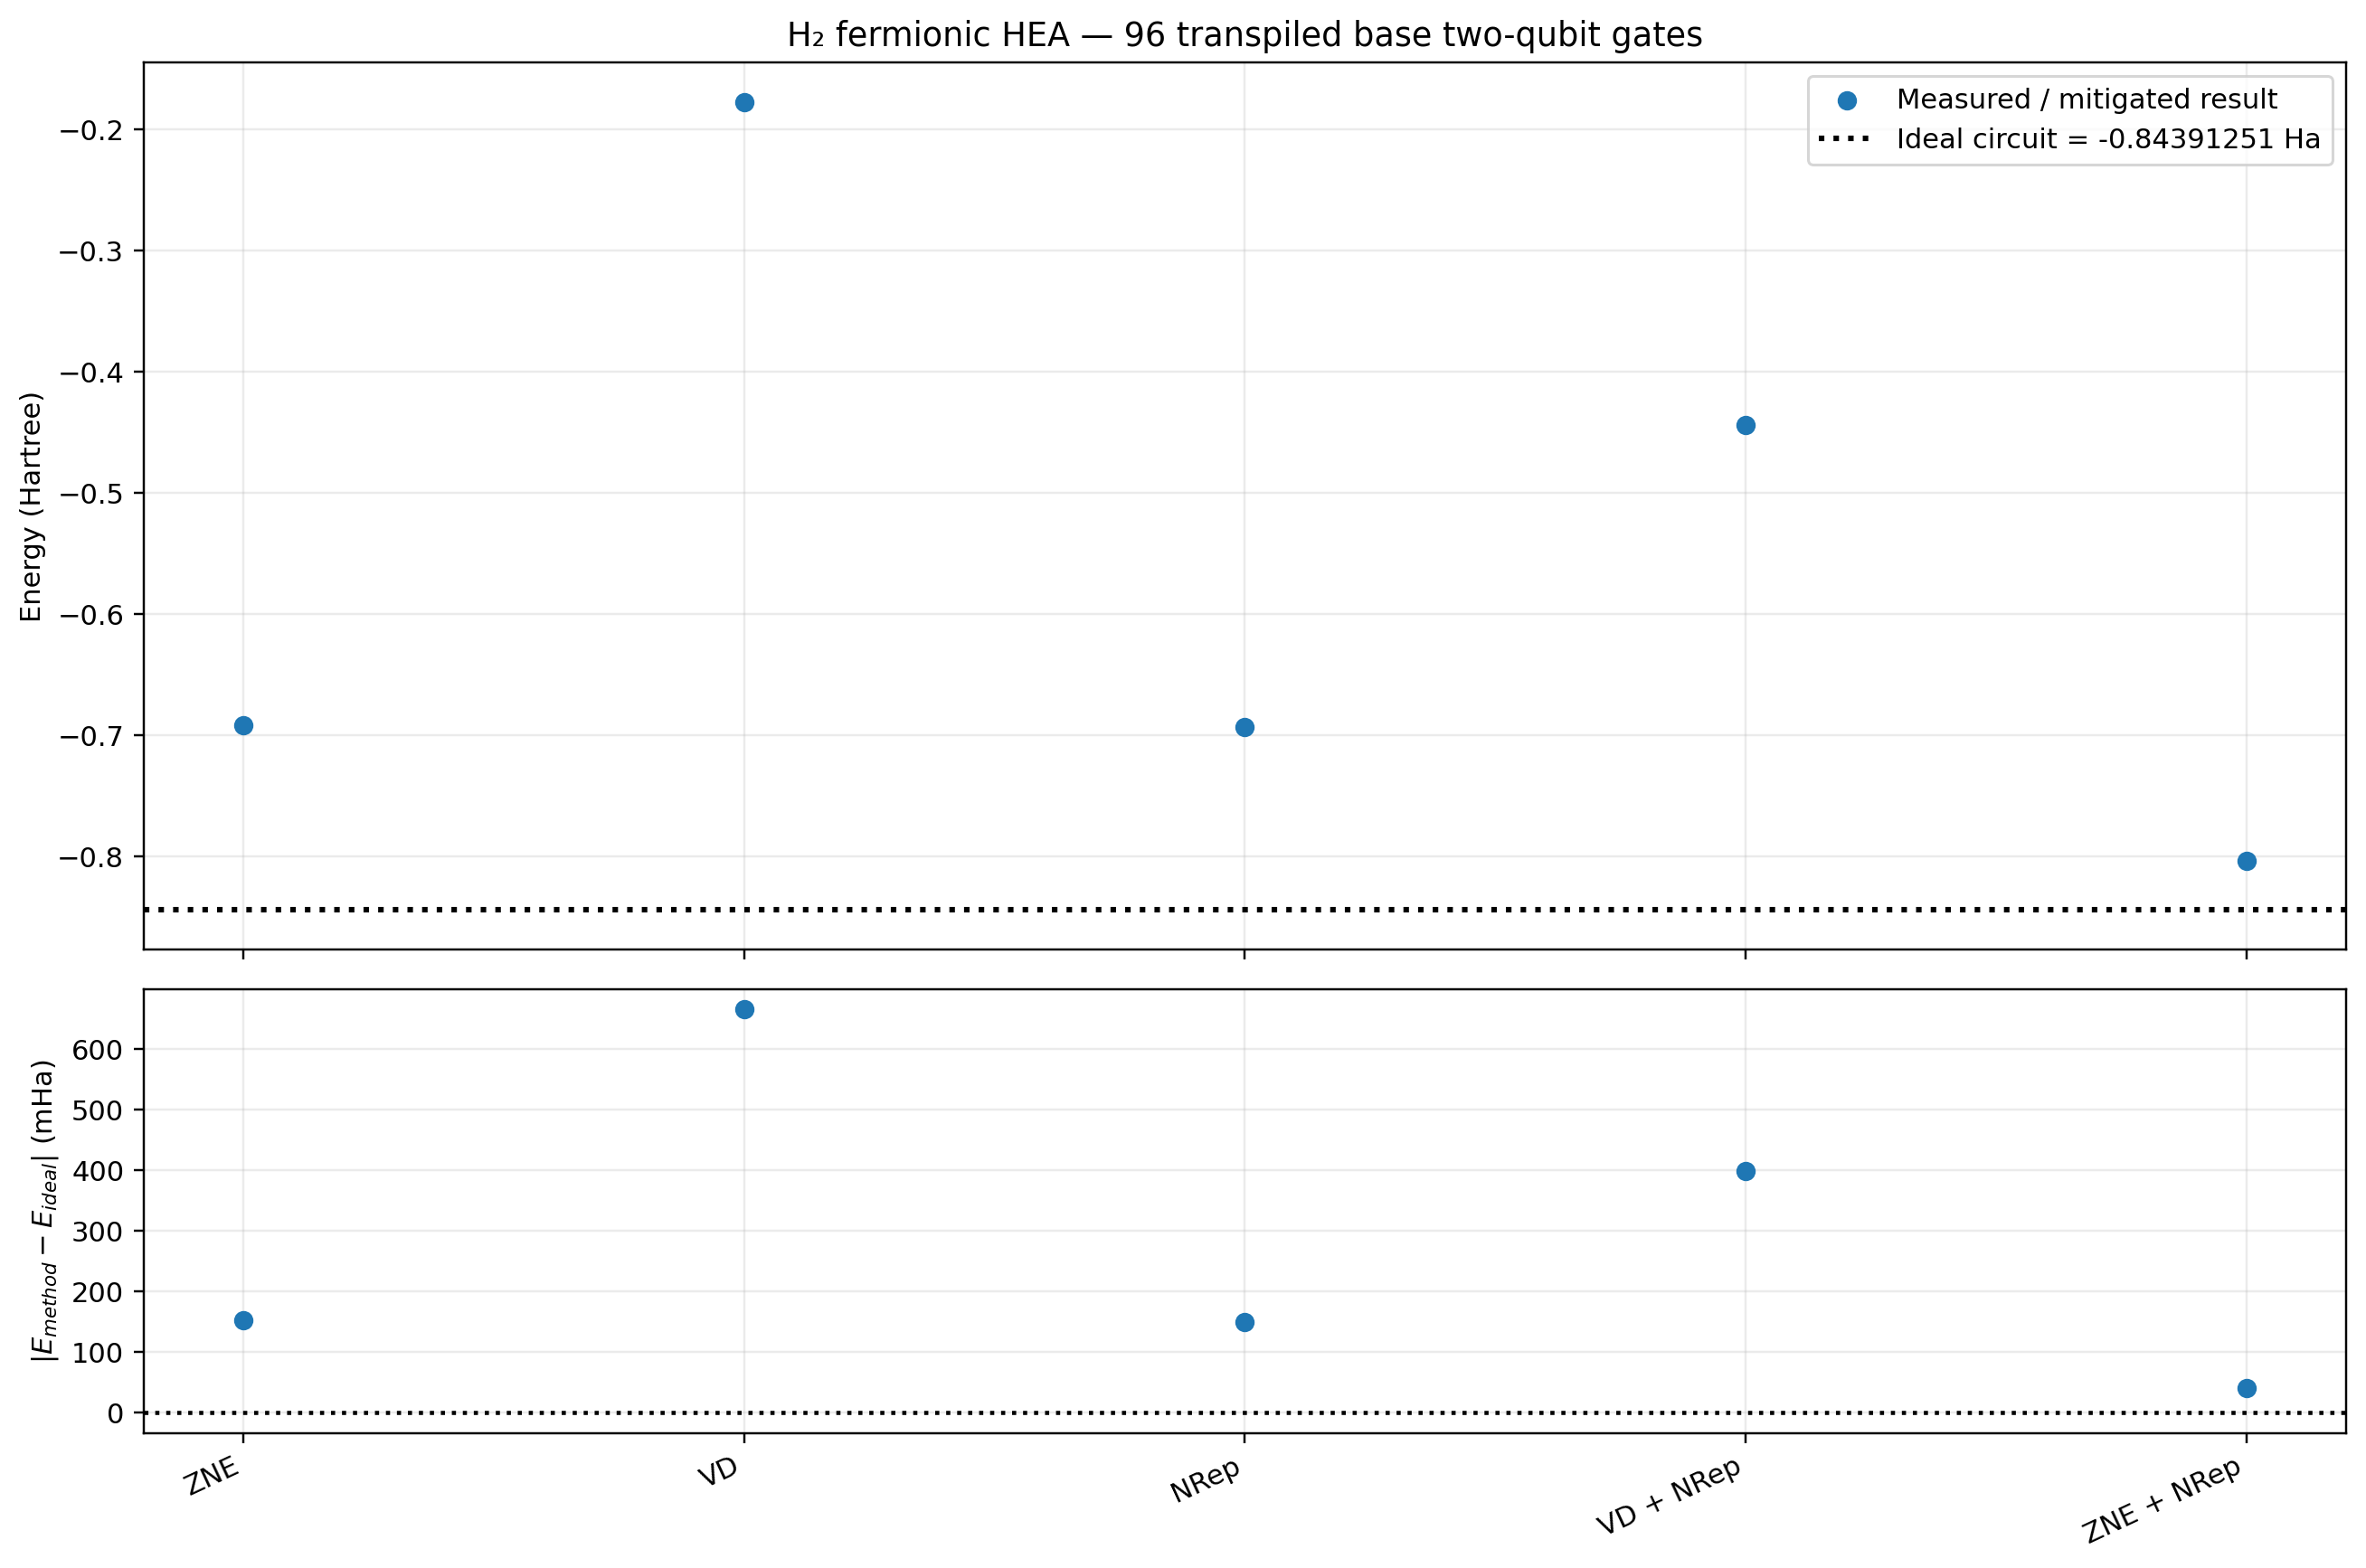 H₂ fermionic HEA — 96 transpiled base two-qubit gates
Measured / mitigated result
Ideal circuit = -0.84391251 Ha
Energy (Hartree)
−0.2
−0.3
−0.4
−0.5
−0.6
−0.7
−0.8
|E_method − E_ideal| (mHa)
600
500
400
300
200
100
0
ZNE
VD
NRep
VD + NRep
ZNE + NRep